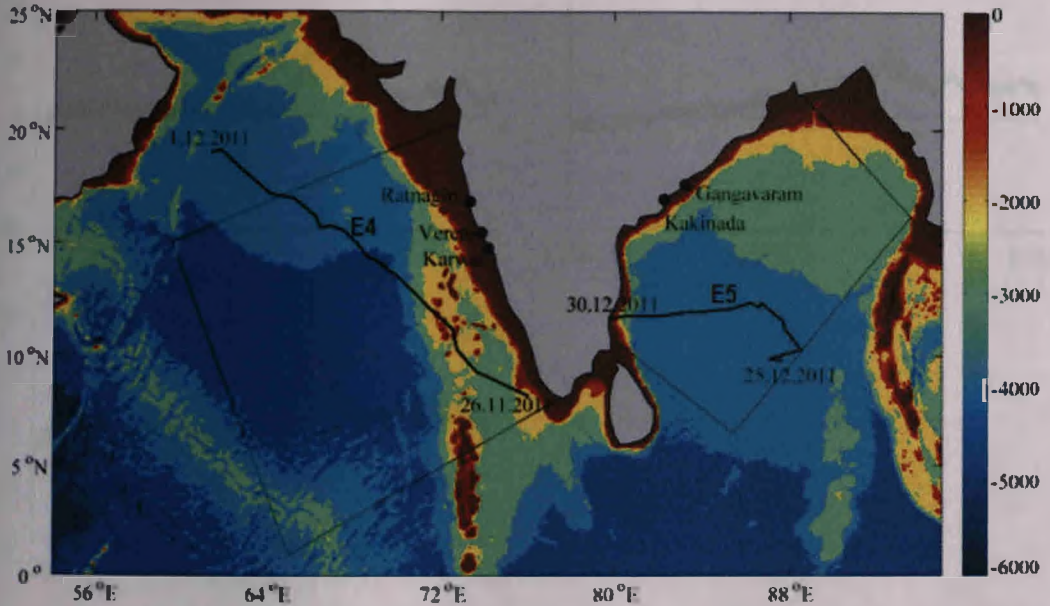 25°N
20°N
15°N
10°N
5°N
0°
56°E
64°E
72°E
80°E
88°E
1.12.2011
E4
Ratnagiri
Karwar
26.11.2011
Gangavaram
Kakinada
30.12.2011
E5
25.12.2011
0
-1000
-2000
-3000
-4000
-5000
-6000